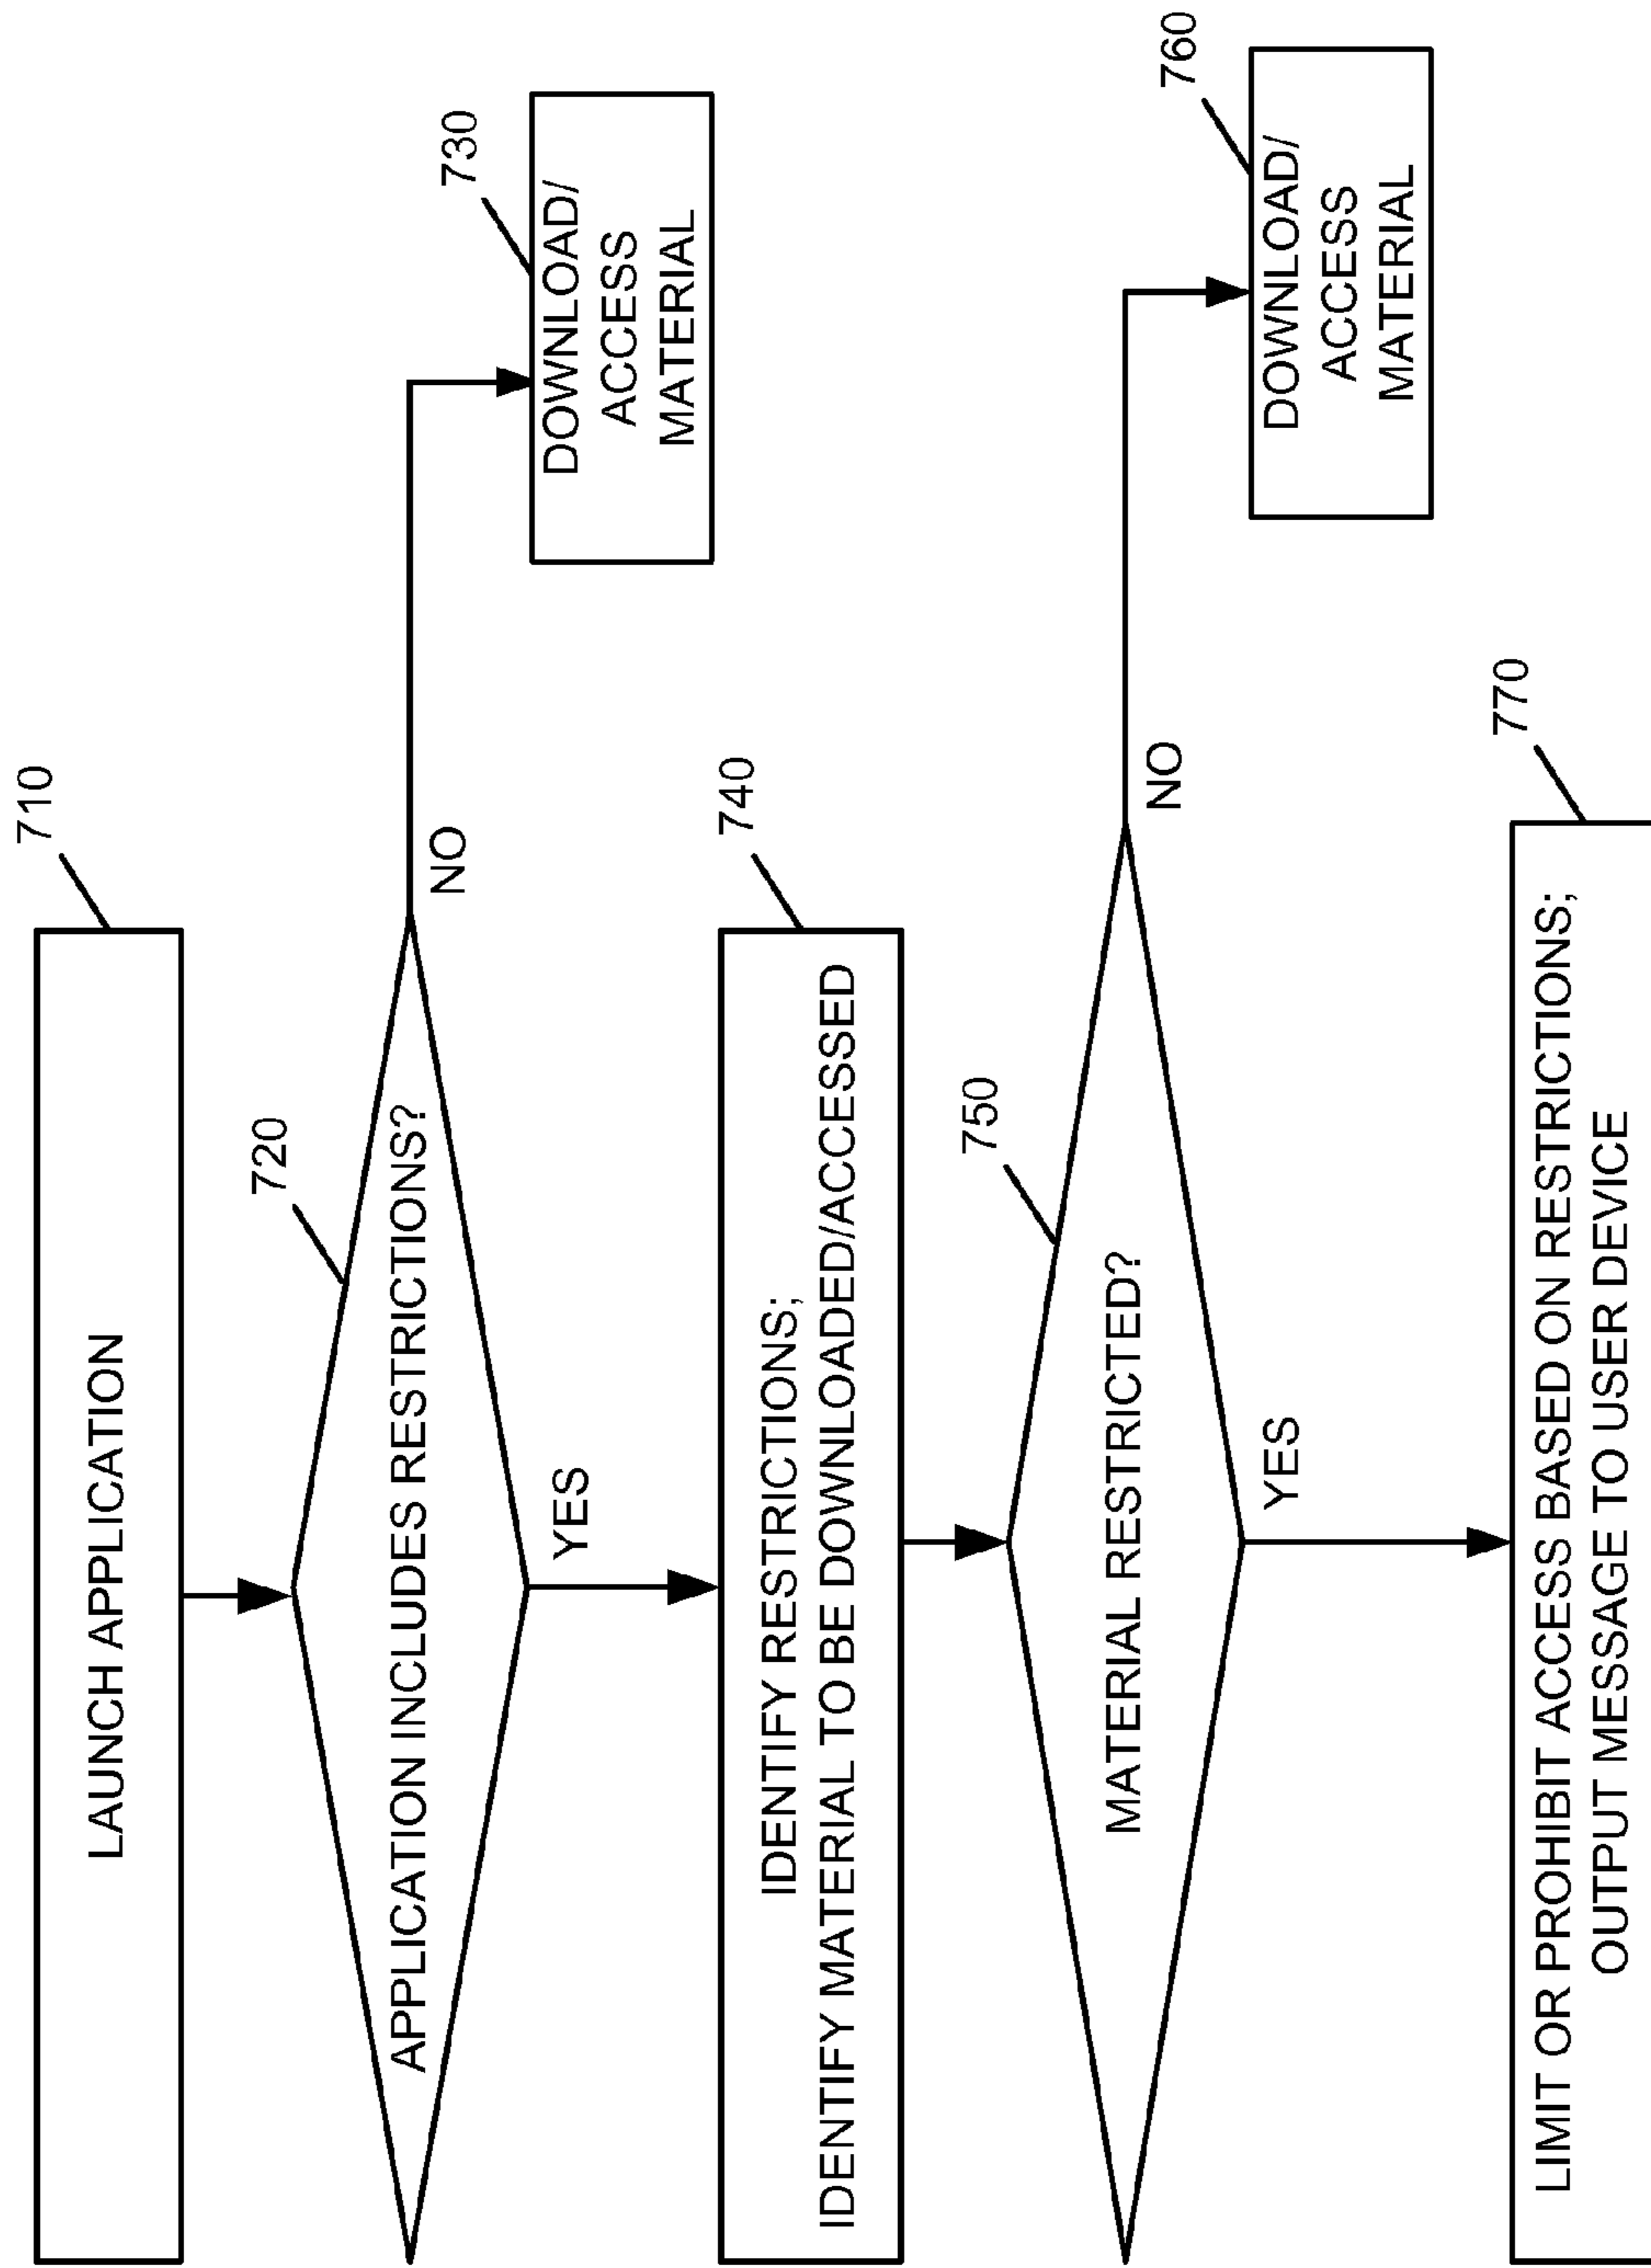 710
LAUNCH APPLICATION
720
APPLICATION INCLUDES RESTRICTIONS?
NO
YES
730
DOWNLOAD/
ACCESS
MATERIAL
740
IDENTIFY RESTRICTIONS;
IDENTIFY MATERIAL TO BE DOWNLOADED/ACCESSED
750
MATERIAL RESTRICTED?
NO
YES
760
DOWNLOAD/
ACCESS
MATERIAL
770
LIMIT OR PROHIBIT ACCESS BASED ON RESTRICTIONS;
OUTPUT MESSAGE TO USER DEVICE